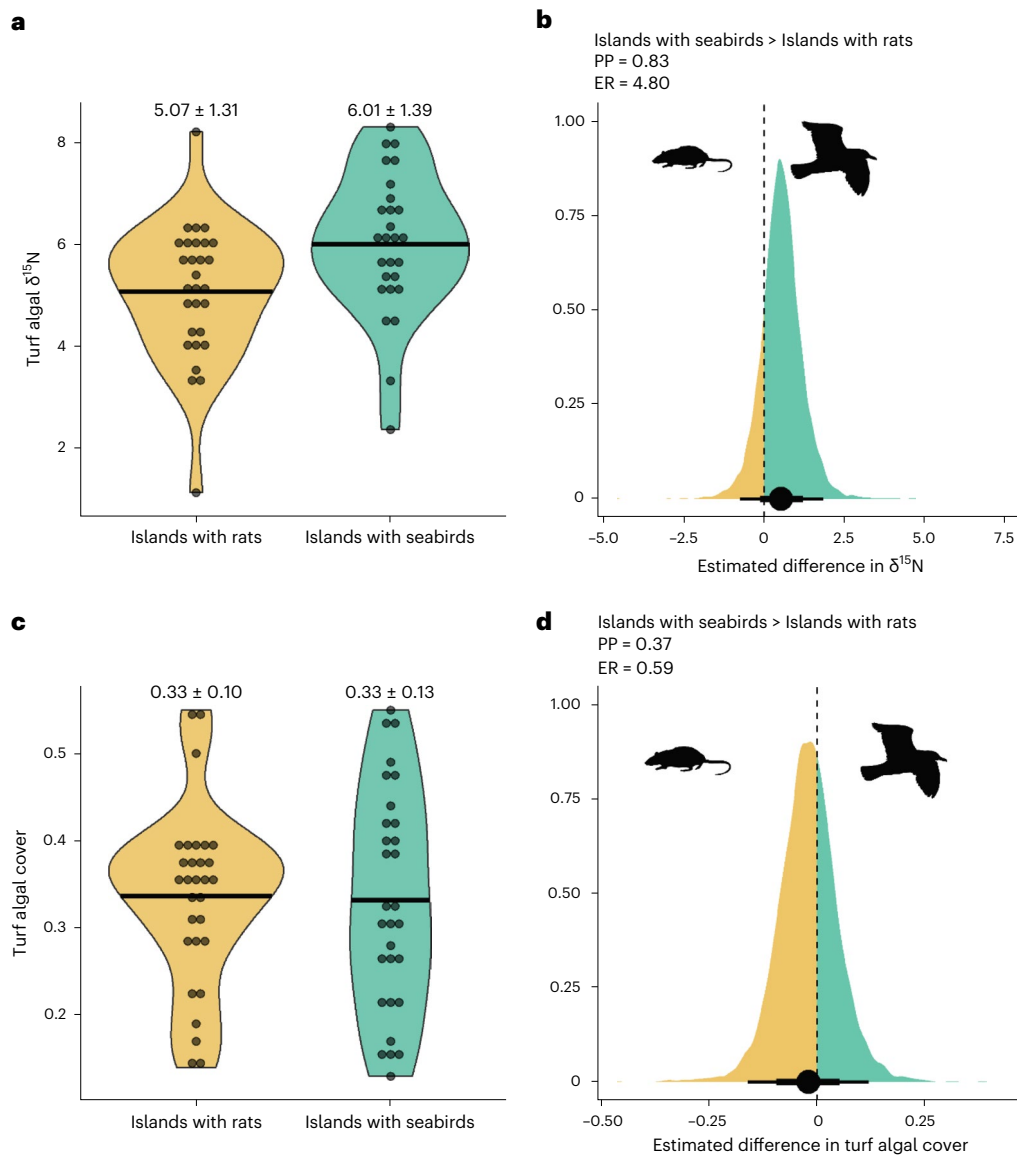 a
5.07 ± 1.31
6.01 ± 1.39
8
6
4
2
Turf algal δ¹⁵N
Islands with rats
Islands with seabirds
b
Islands with seabirds > Islands with rats
PP = 0.83
ER = 4.80
1.00
0.75
0.50
0.25
0
−5.0
−2.5
0
2.5
5.0
7.5
Estimated difference in δ¹⁵N
c
0.33 ± 0.10
0.33 ± 0.13
0.5
0.4
0.3
0.2
Turf algal cover
Islands with rats
Islands with seabirds
d
Islands with seabirds > Islands with rats
PP = 0.37
ER = 0.59
1.00
0.75
0.50
0.25
0
−0.50
−0.25
0
0.25
Estimated difference in turf algal cover